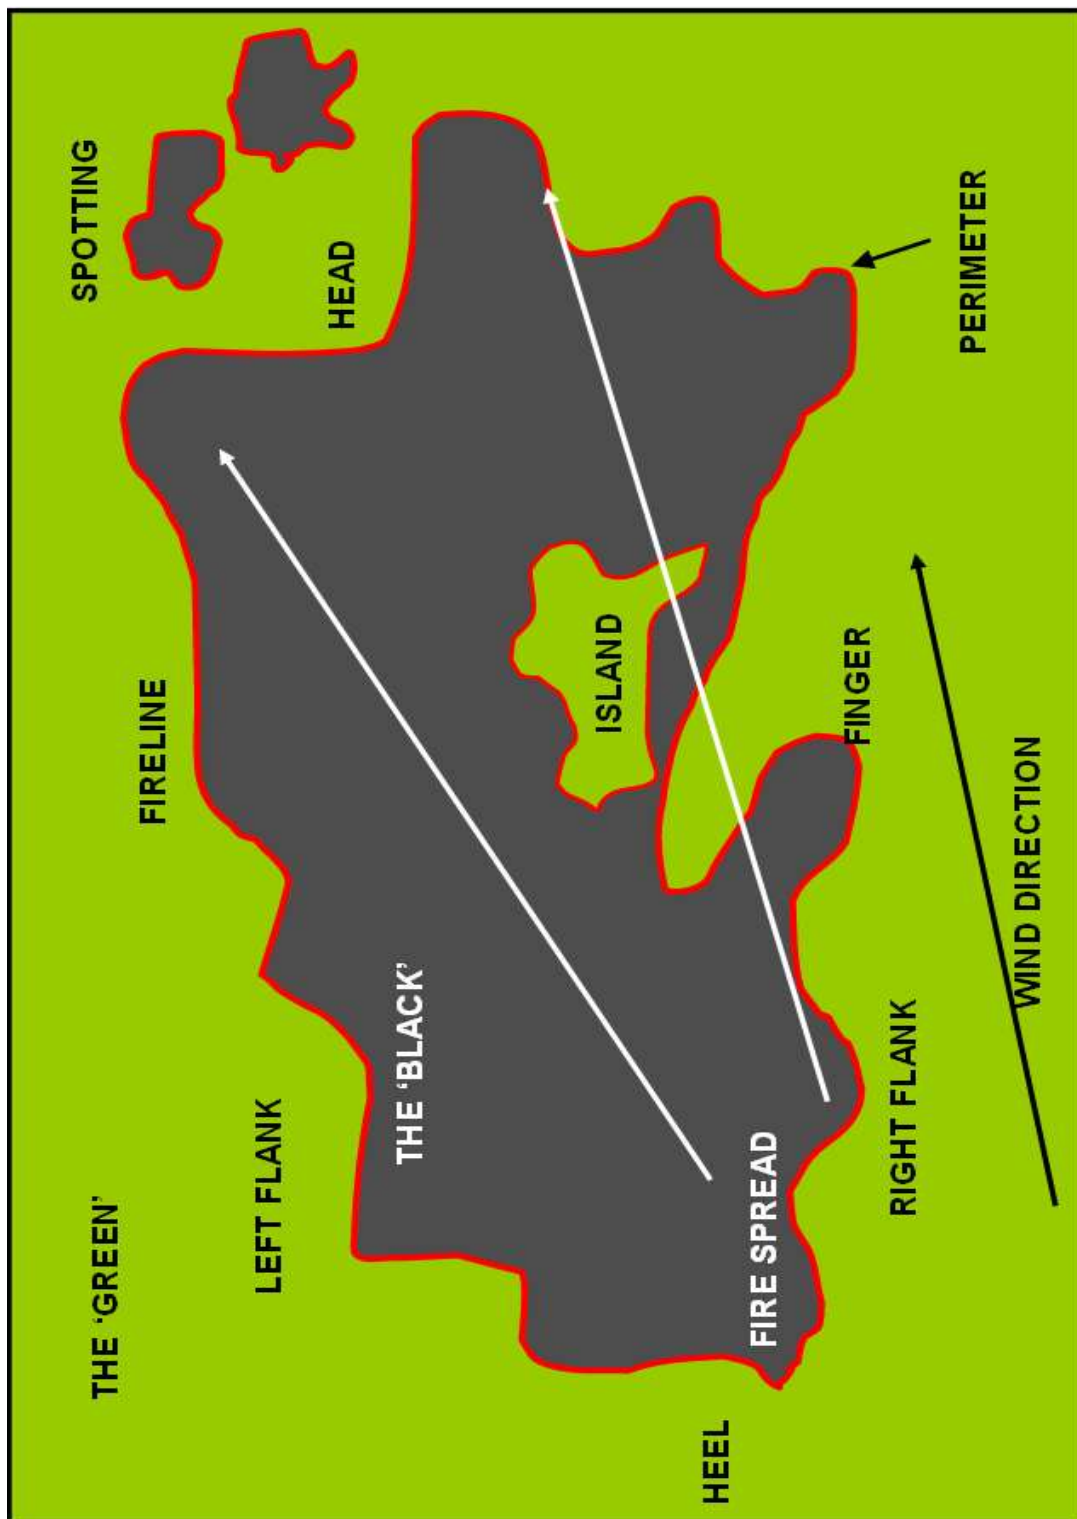 THE ‘GREEN’
LEFT FLANK
FIRELINE
SPOTTING
HEAD
THE ‘BLACK’
ISLAND
HEEL
FIRE SPREAD
RIGHT FLANK
FINGER
PERIMETER
WIND DIRECTION